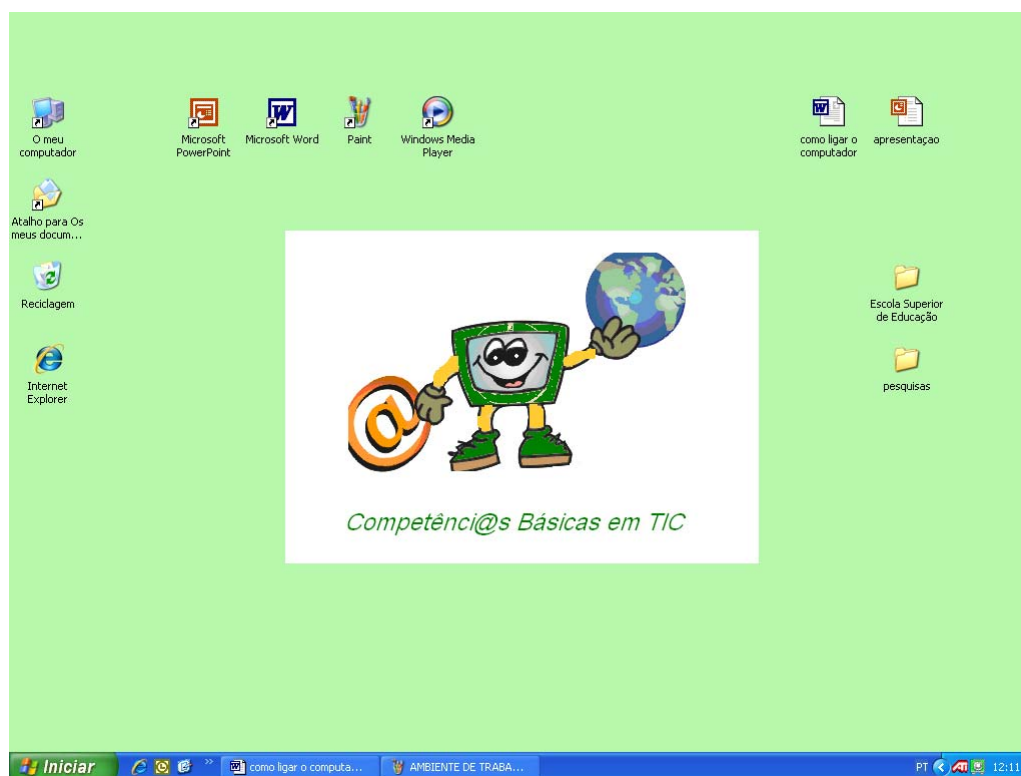 O meu
computador
Microsoft
PowerPoint
Microsoft Word
Paint
Windows Media
Player
como ligar o
computador
apresentaçao
Atalho para Os
meus docum...
Reciclagem
Internet
Explorer
Escola Superior
de Educação
pesquisas
@
Competênci@s Básicas em TIC
Iniciar
como ligar o computa...
AMBIENTE DE TRABA...
PT
12:11